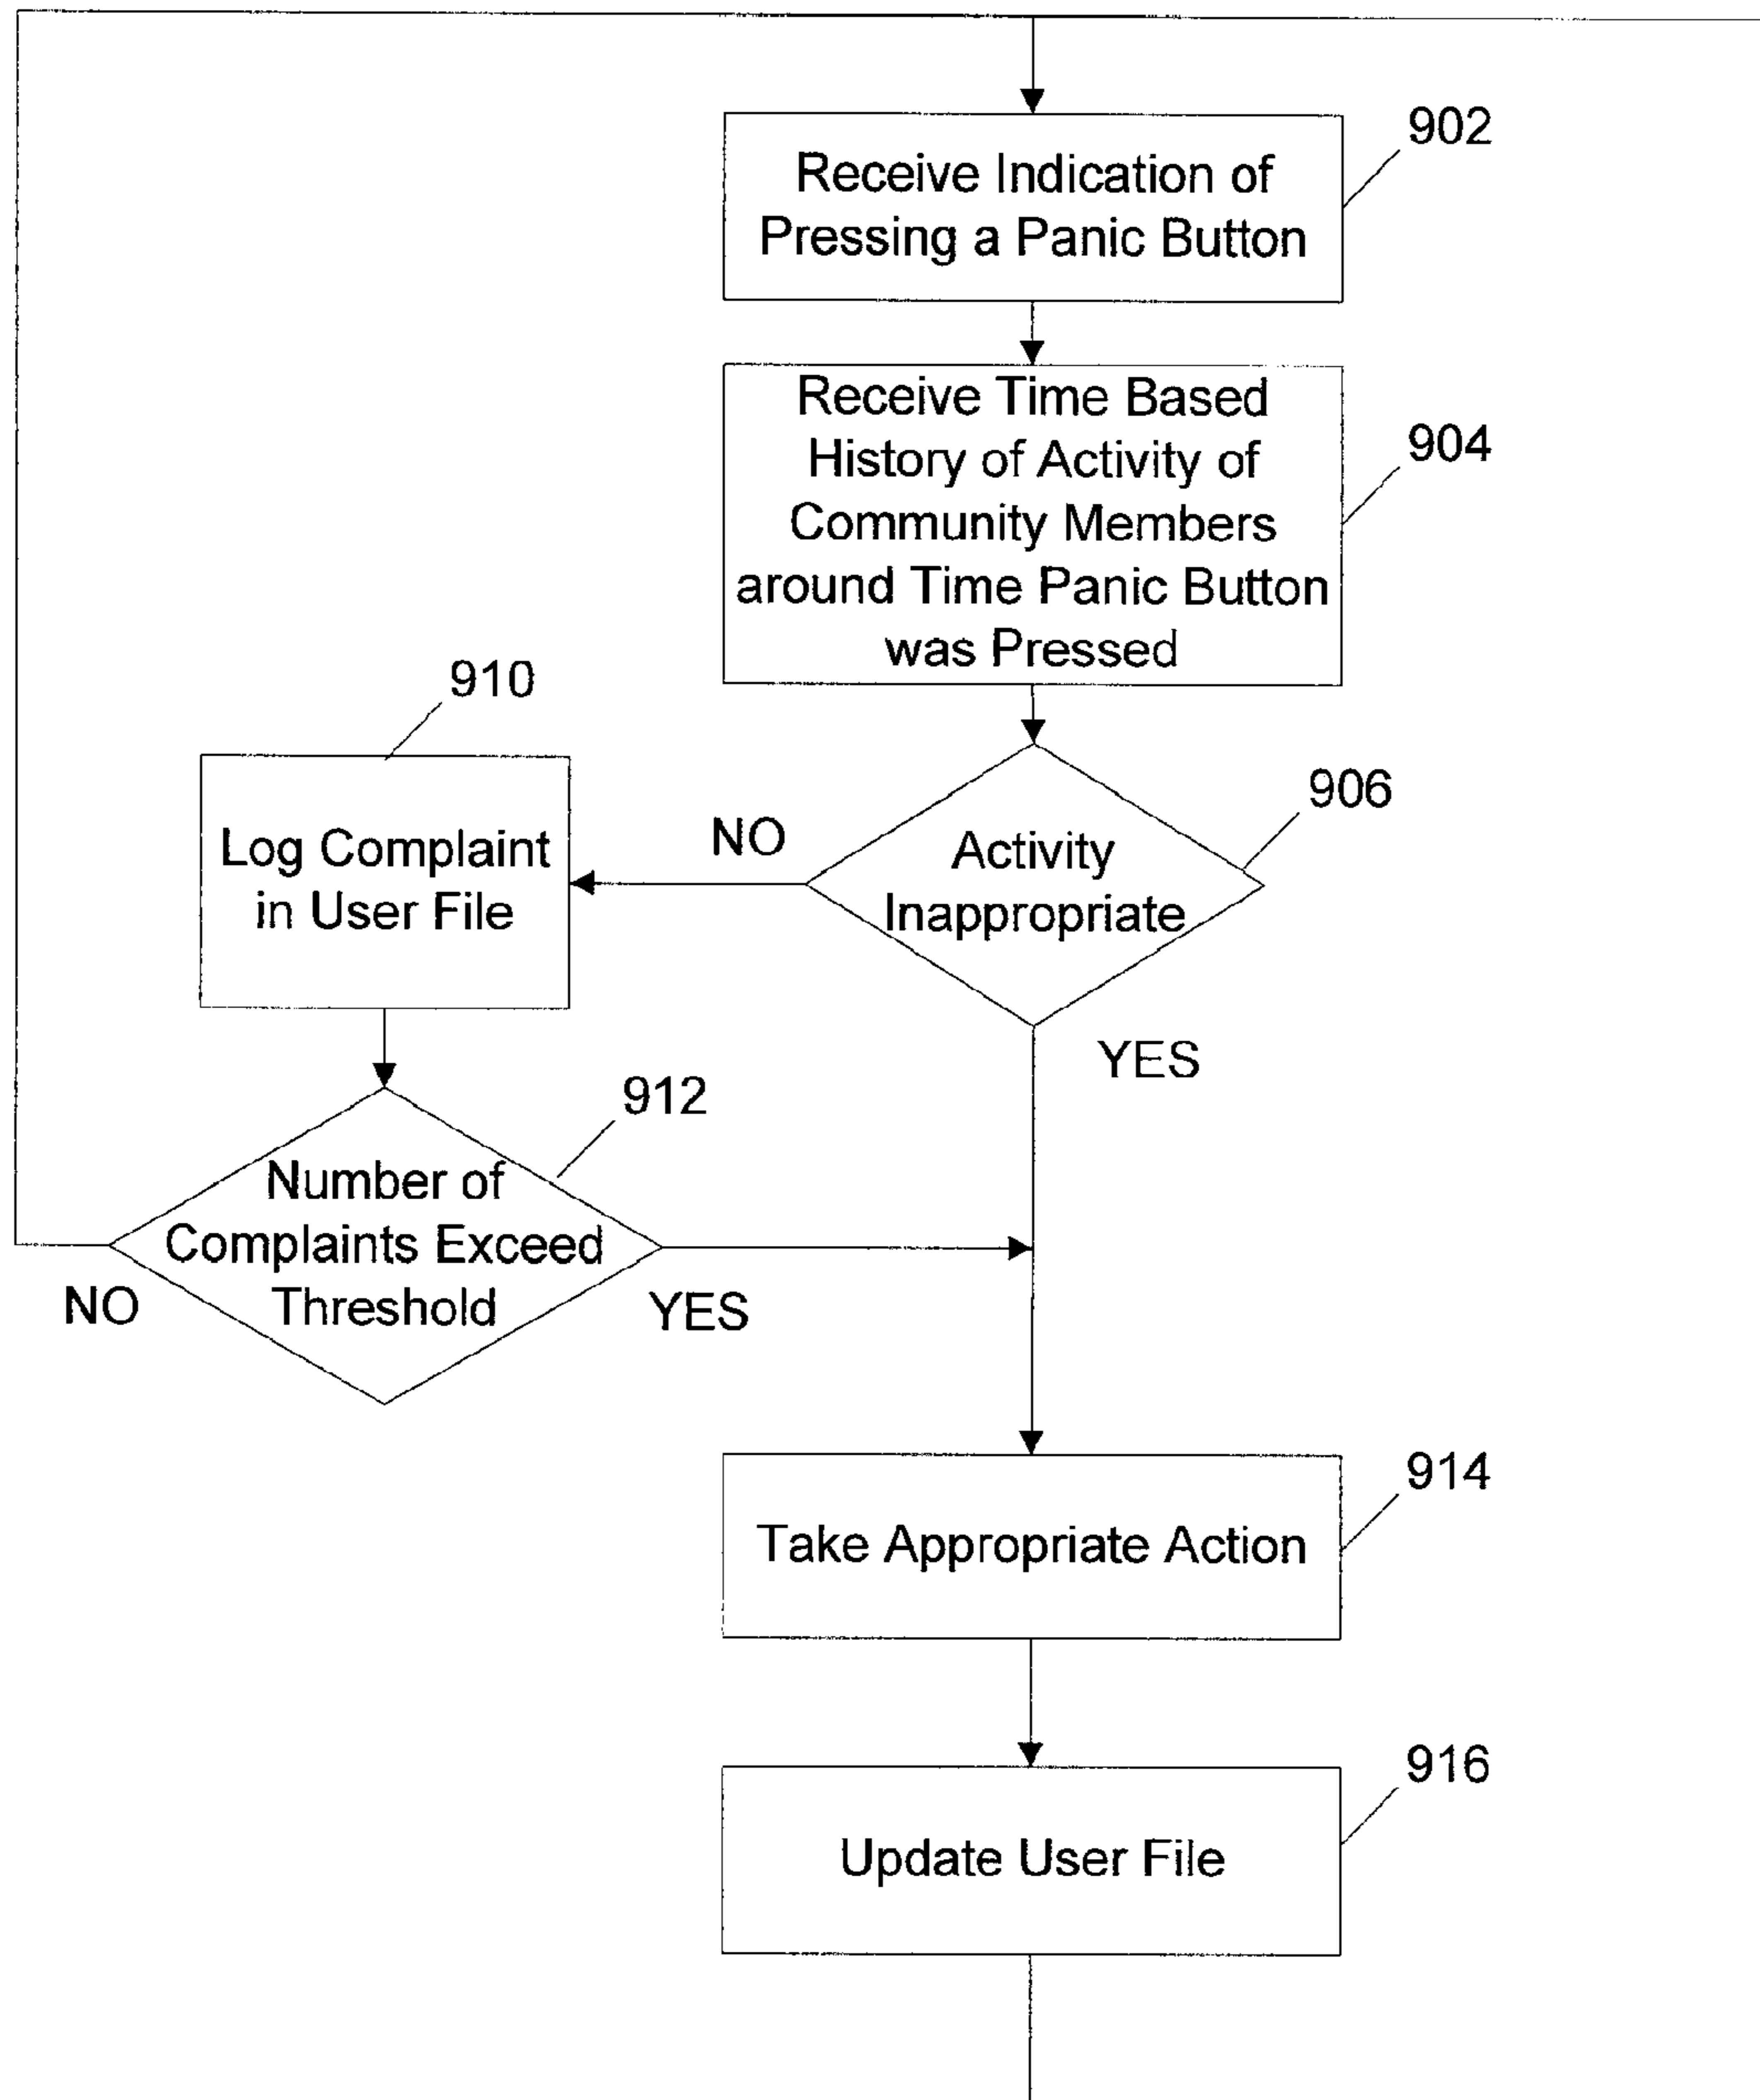 902
Receive Indication of
Pressing a Panic Button
904
Receive Time Based
History of Activity of
Community Members
around Time Panic Button
was Pressed
906
Activity
Inappropriate
NO
YES
910
Log Complaint
in User File
912
Number of
Complaints Exceed
Threshold
NO
YES
914
Take Appropriate Action
916
Update User File